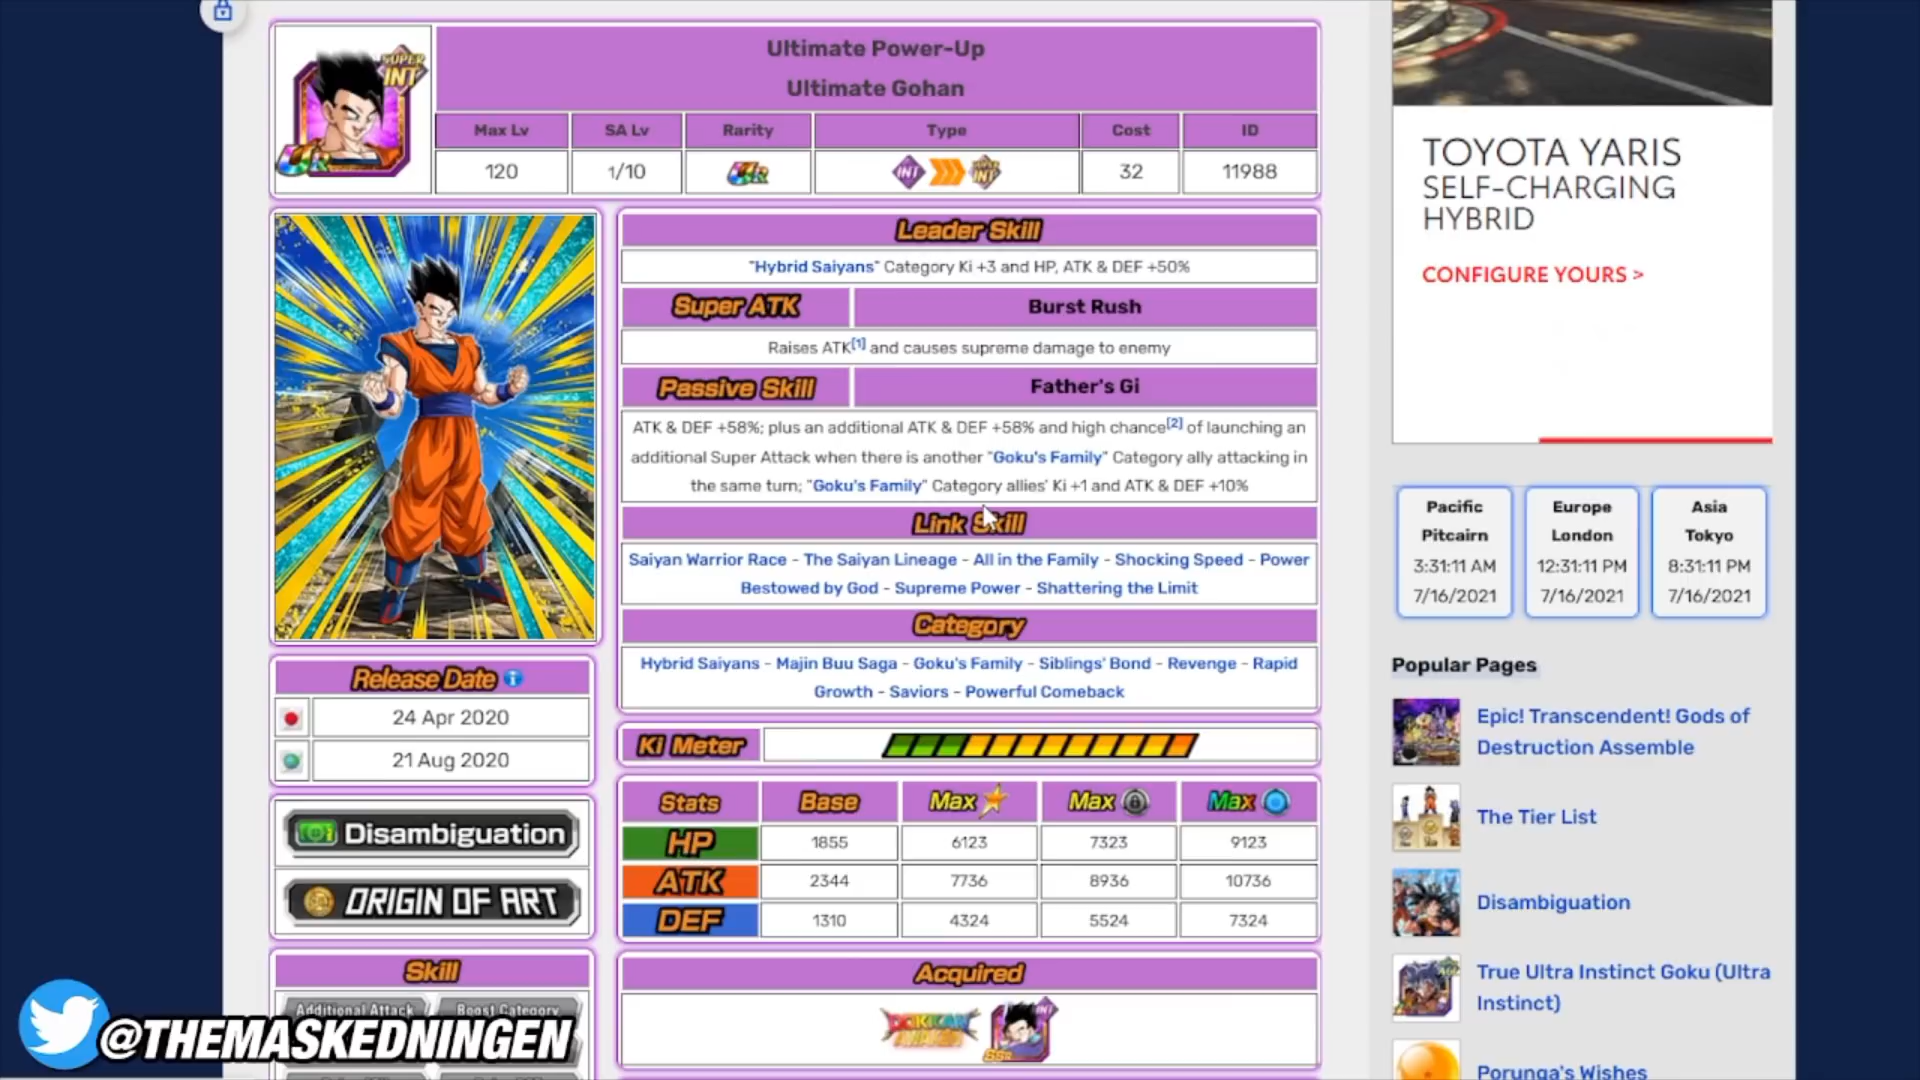 Ultimate Power-Up
Ultimate Gohan
SUPER INT
UR
Max Lv SA Lv Rarity Type Cost ID
120 1/10 UR INT SUPER INT 32 11988
Leader Skill
"Hybrid Saiyans" Category Ki +3 and HP, ATK & DEF +50%
Super ATK Burst Rush
Raises ATK[1] and causes supreme damage to enemy
Passive Skill Father's Gi
ATK & DEF +58%; plus an additional ATK & DEF +58% and high chance[2] of launching an
additional Super Attack when there is another "Goku's Family" Category ally attacking in
the same turn; "Goku's Family" Category allies' Ki +1 and ATK & DEF +10%
Link Skill
Saiyan Warrior Race - The Saiyan Lineage - All in the Family - Shocking Speed - Power
Bestowed by God - Supreme Power - Shattering the Limit
Category
Hybrid Saiyans - Majin Buu Saga - Goku's Family - Siblings' Bond - Revenge - Rapid
Growth - Saviors - Powerful Comeback
Ki Meter
Stats Base Max Max Max
HP 1855 6123 7323 9123
ATK 2344 7736 8936 10736
DEF 1310 4324 5524 7324
Acquired
DOKKAN AWAKEN INT SSR
Release Date
24 Apr 2020
21 Aug 2020
Disambiguation
ORIGIN OF ART
Skill
Additional Attack Boost Category
@THEMASKEDNINGEN
TOYOTA YARIS
SELF-CHARGING
HYBRID
CONFIGURE YOURS >
Pacific
Pitcairn
3:31:11 AM
7/16/2021
Europe
London
12:31:11 PM
7/16/2021
Asia
Tokyo
8:31:11 PM
7/16/2021
Popular Pages
Epic! Transcendent! Gods of
Destruction Assemble
The Tier List
Disambiguation
True Ultra Instinct Goku (Ultra
Instinct)
Porunga's Wishes